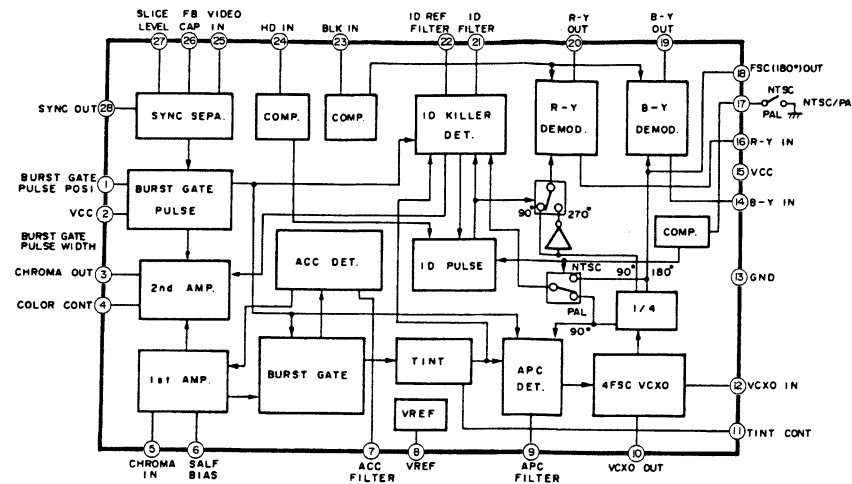 SLICE LEVEL
FB CAP
VIDEO IN
HD IN
BLK IN
ID REF FILTER
ID FILTER
R-Y OUT
B-Y OUT
27
26
25
24
23
22
21
20
19
18
FSC(180°)OUT
NTSC
17
NTSC/PA
PAL
SYNC OUT
28
SYNC SEPA.
COMP.
COMP.
ID KILLER DET.
R-Y DEMOD.
B-Y DEMOD.
16
R-Y IN
15
VCC
14
B-Y IN
BURST GATE PULSE POSI
1
VCC
2
BURST GATE PULSE
BURST GATE PULSE WIDTH
90°
270°
COMP.
ACC DET.
ID PULSE
NTSC
90°
180°
PAL
13
GND
CHROMA OUT
3
COLOR CONT
4
2nd AMP.
1/4
90°
1st AMP.
BURST GATE
TINT
APC DET.
4FSC VCXO
12
VCXO IN
VREF
11
TINT CONT
5
6
7
8
9
10
CHROMA IN
SALF BIAS
ACC FILTER
VREF
APC FILTER
VCXO OUT